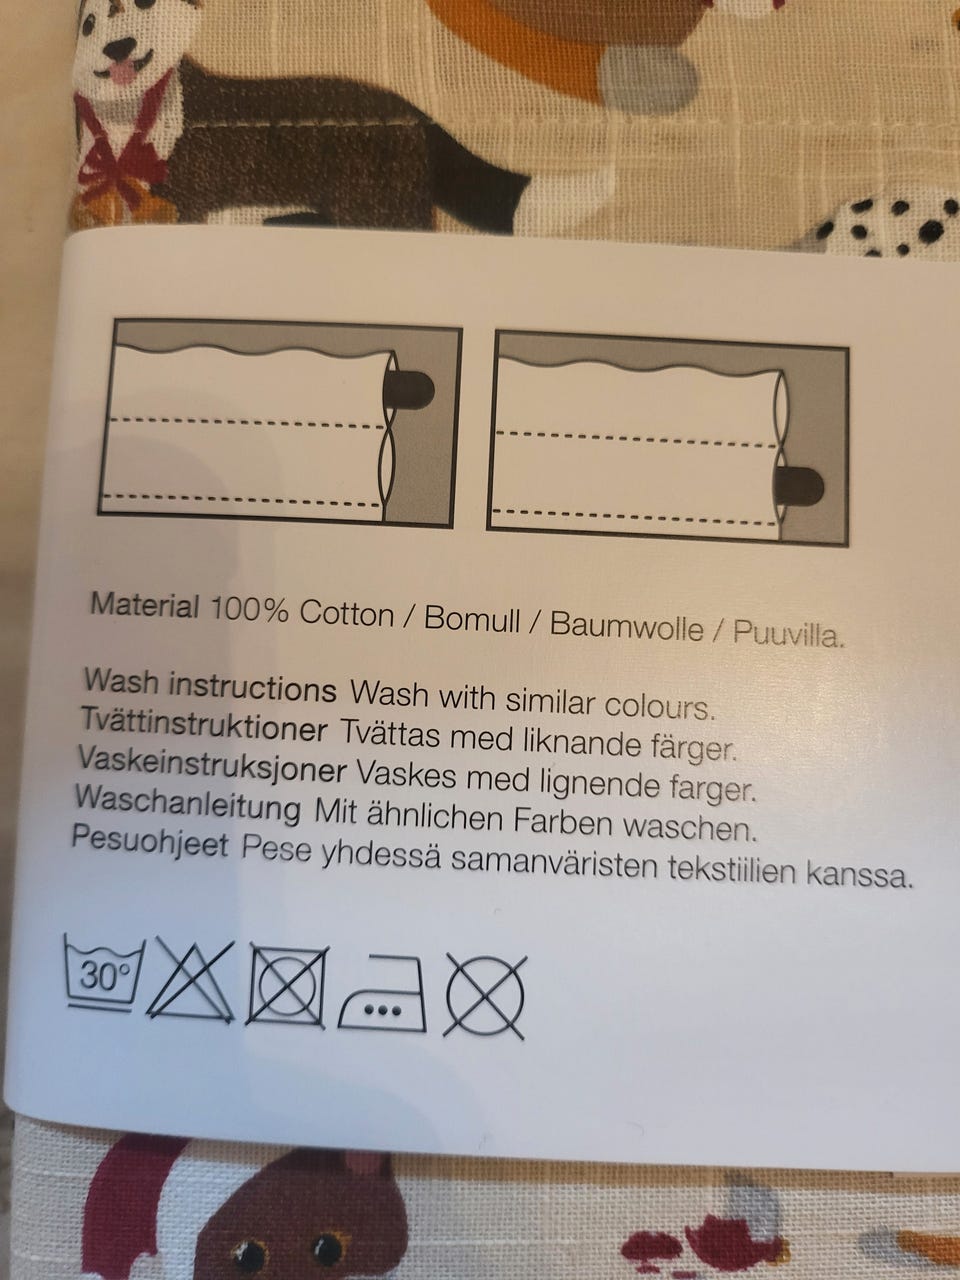 Material 100% Cotton / Bomull / Baumwolle / Puuvilla.
Wash instructions Wash with similar colours.
Tvättinstruktioner Tvättas med liknande färger.
Vaskeinstruksjoner Vaskes med lignende farger.
Waschanleitung Mit ähnlichen Farben waschen.
Pesuohjeet Pese yhdessä samanväristen tekstiilien kanssa.
30°